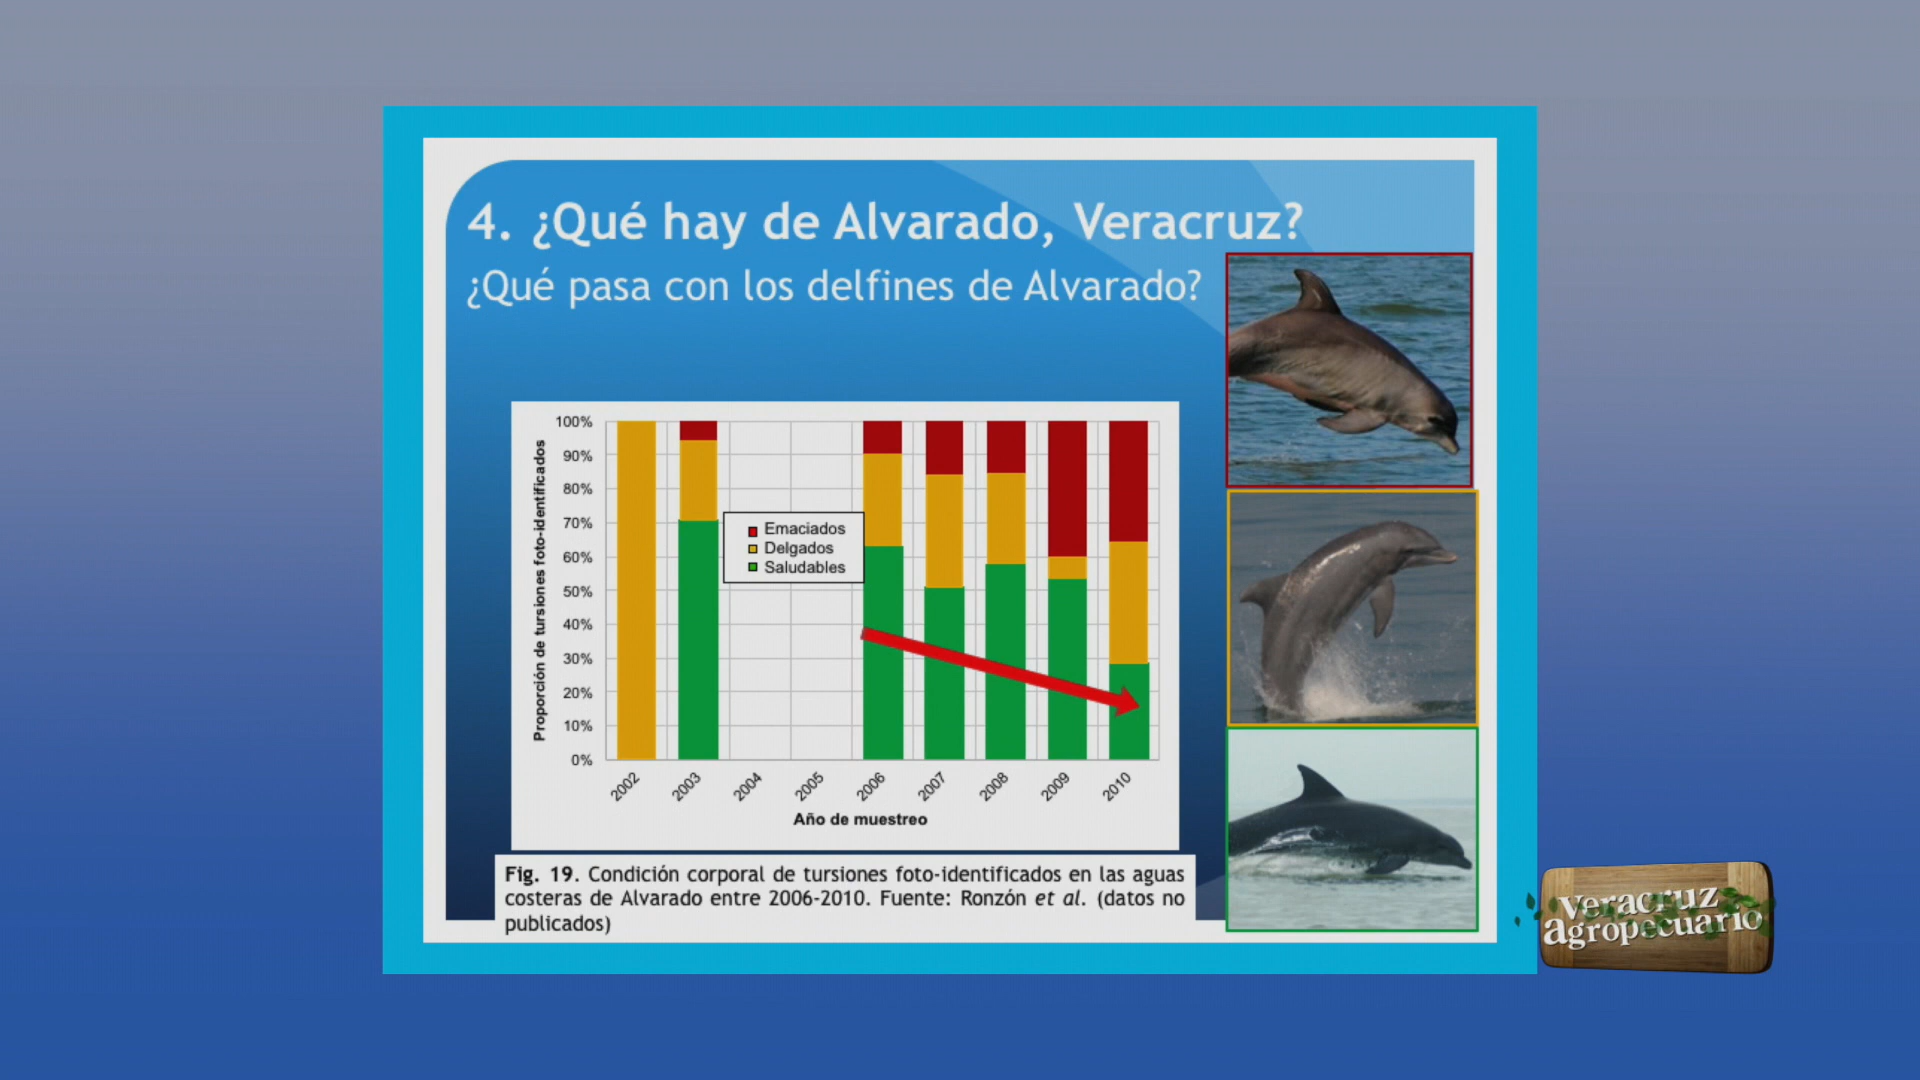 4. ¿Qué hay de Alvarado, Veracruz?
¿Qué pasa con los delfines de Alvarado?
Proporción de tursiones foto-identificados
100%
90%
80%
70%
60%
50%
40%
30%
20%
10%
0%
Emaciados
Delgados
Saludables
2002
2003
2004
2005
2006
2007
2008
2009
2010
Año de muestreo
Fig. 19. Condición corporal de tursiones foto-identificados en las aguas
costeras de Alvarado entre 2006-2010. Fuente: Ronzón et al. (datos no
publicados)
Veracruz
agropecuario